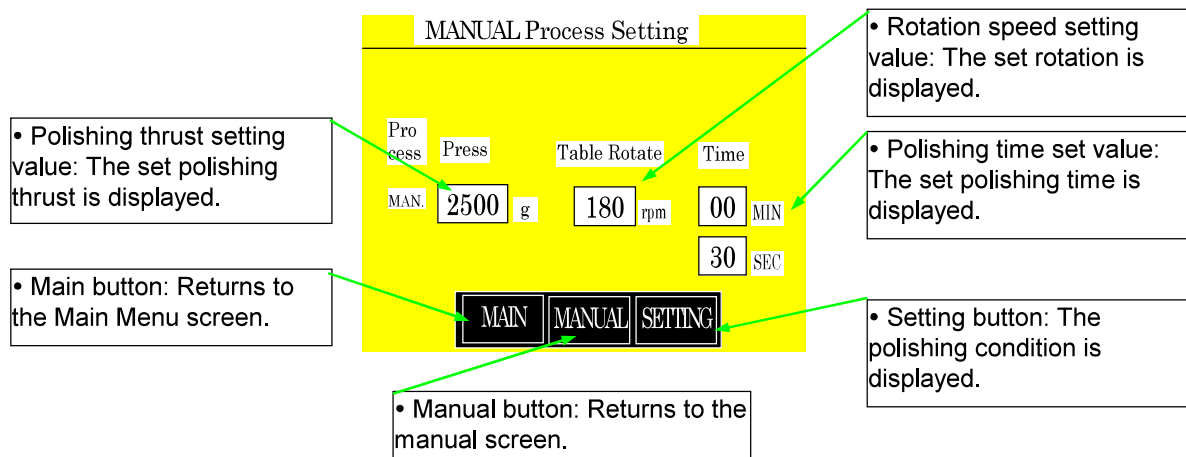 MANUAL Process Setting
• Rotation speed setting
value: The set rotation is
displayed.
• Polishing thrust setting
value: The set polishing
thrust is displayed.
Pro
cess
Press
Table Rotate
Time
• Polishing time set value:
The set polishing time is
displayed.
MAN.
2500 g
180 rpm
00 MIN
30 SEC
• Main button: Returns to
the Main Menu screen.
MAIN
MANUAL
SETTING
• Setting button: The
polishing condition is
displayed.
• Manual button: Returns to the
manual screen.